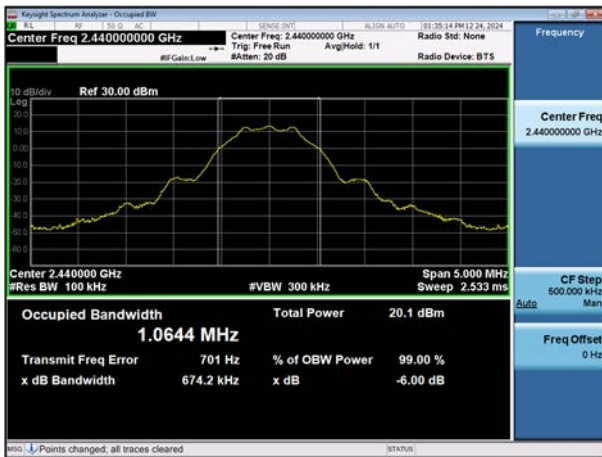 Keysight Spectrum Analyzer - Occupied BW
RL RF 50 Ω AC SENSE:INT ALIGN AUTO 01:35:14 PM 12 24, 2024
Center Freq 2.440000000 GHz
Center Freq: 2.440000000 GHz
Radio Std: None
Trig: Free Run Avg|Hold: 1/1
#IFGain:Low #Atten: 20 dB Radio Device: BTS
10 dB/div Ref 30.00 dBm
Log
20.0
10.0
0.00
10.0
20.0
30.0
40.0
50.0
60.0
Center 2.440000 GHz Span 5.000 MHz
#Res BW 100 kHz #VBW 300 kHz Sweep 2.533 ms
Occupied Bandwidth Total Power 20.1 dBm
1.0644 MHz
Transmit Freq Error 701 Hz % of OBW Power 99.00 %
x dB Bandwidth 674.2 kHz x dB -6.00 dB
MSG Points changed; all traces cleared STATUS
Frequency
Center Freq
2.440000000 GHz
CF Step
500.000 kHz
Auto Man
Freq Offset
0 Hz